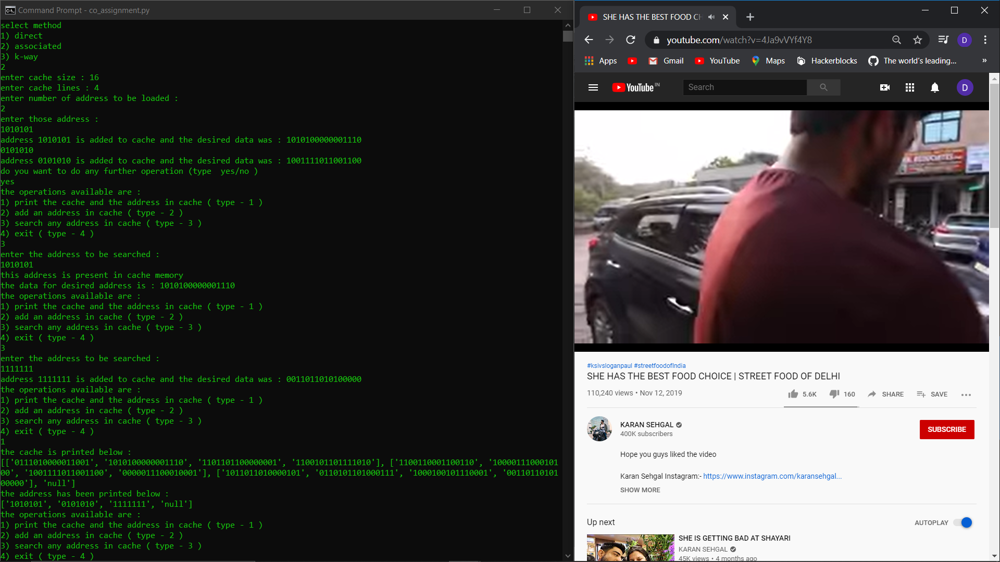 Command Prompt - co_assignment.py
select method
1) direct
2) associated
3) k-way
2
enter cache size : 16
enter cache lines : 4
enter number of address to be loaded :
2
enter those address :
1010101
address 1010101 is added to cache and the desired data was : 1010100000001110
0101010
address 0101010 is added to cache and the desired data was : 1001111011001100
do you want to do any further operation (type  yes/no )
yes
the operations available are :
1) print the cache and the address in cache ( type - 1 )
2) add an address in cache ( type - 2 )
3) search any address in cache ( type - 3 )
4) exit ( type - 4 )
3
enter the address to be searched :
1010101
this address is present in cache memory
the data for desired address is : 1010100000001110
the operations available are :
1) print the cache and the address in cache ( type - 1 )
2) add an address in cache ( type - 2 )
3) search any address in cache ( type - 3 )
4) exit ( type - 4 )
3
enter the address to be searched :
1111111
address 1111111 is added to cache and the desired data was : 0011011010100000
the operations available are :
1) print the cache and the address in cache ( type - 1 )
2) add an address in cache ( type - 2 )
3) search any address in cache ( type - 3 )
4) exit ( type - 4 )
1
the cache is printed below :
[['0111010000011001', '1010100000001110', '1101101100000001', '1100101101111010'], ['1100110001100110', '10000111000101
00', '1001111011001100', '0000011100010001'], ['1011011010000101', '0110101101000111', '1000100101110001', '00110110101
00000'], 'null']
the address has been printed below :
['1010101', '0101010', '1111111', 'null']
the operations available are :
1) print the cache and the address in cache ( type - 1 )
2) add an address in cache ( type - 2 )
3) search any address in cache ( type - 3 )
4) exit ( type - 4 )
SHE HAS THE BEST FOOD CH
youtube.com/watch?v=4Ja9vVYf4Y8
D
Apps
Gmail
YouTube
Maps
Hackerblocks
The world's leading...
»
YouTube IN
Search
D
#ksivsloganpaul #streetfoodofIndia
SHE HAS THE BEST FOOD CHOICE | STREET FOOD OF DELHI
110,240 views • Nov 12, 2019
5.6K
160
SHARE
SAVE
KARAN SEHGAL
400K subscribers
SUBSCRIBE
Hope you guys liked the video
Karan Sehgal Instagram:- https://www.instagram.com/karansehgal...
SHOW MORE
Up next
AUTOPLAY
SHE IS GETTING BAD AT SHAYARI
KARAN SEHGAL
45K views • 4 months ago